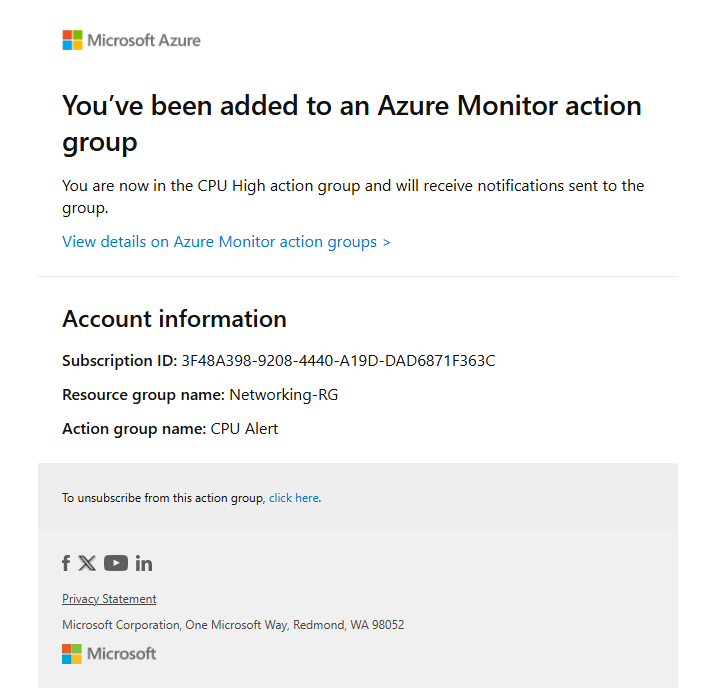 Microsoft Azure
You’ve been added to an Azure Monitor action
group
You are now in the CPU High action group and will receive notifications sent to the
group.
View details on Azure Monitor action groups >
Account information
Subscription ID: 3F48A398-9208-4440-A19D-DAD6871F363C
Resource group name: Networking-RG
Action group name: CPU Alert
To unsubscribe from this action group, click here.
Privacy Statement
Microsoft Corporation, One Microsoft Way, Redmond, WA 98052
Microsoft